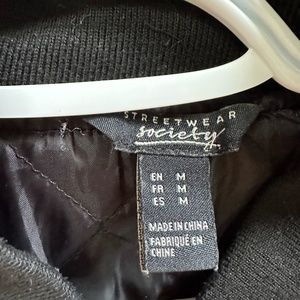 STREETWEAR
society
EN M
FR M
ES M
MADE IN CHINA
FABRIQUÉ EN
CHINE